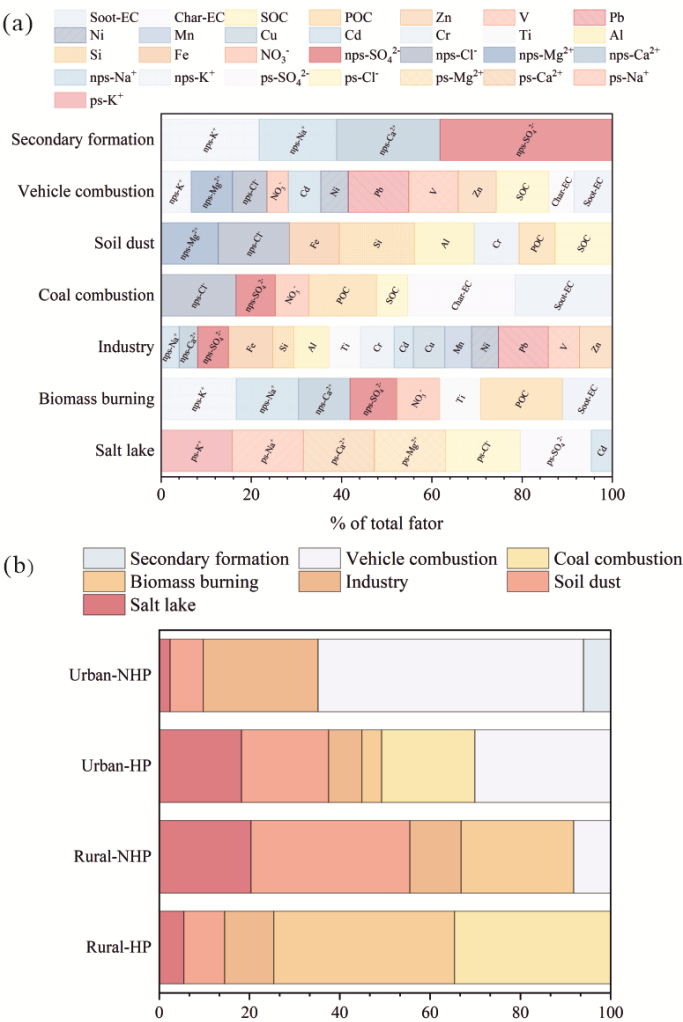 (a)
Soot-EC Char-EC SOC POC Zn V Pb
Ni Mn Cu Cd Cr Ti Al
Si Fe NO₃⁻ nps-SO₄²⁻ nps-Cl⁻ nps-Mg²⁺ nps-Ca²⁺
nps-Na⁺ nps-K⁺ ps-SO₄²⁻ ps-Cl⁻ ps-Mg²⁺ ps-Ca²⁺ ps-Na⁺
ps-K⁺
Secondary formation nps-K⁺ nps-Na⁺ nps-Ca²⁺ nps-SO₄²⁻
Vehicle combustion nps-K⁺ nps-Mg²⁺ nps-Cl⁻ NO₃⁻ Cd Ni Pb V Zn SOC Char-EC Soot-EC
Soil dust nps-Mg²⁺ nps-Cl⁻ Fe Si Al Cr POC SOC
Coal combustion nps-Cl⁻ nps-SO₄²⁻ NO₃⁻ POC SOC Char-EC Soot-EC
Industry nps-Na⁺ nps-Ca²⁺ nps-SO₄²⁻ Fe Si Al Ti Cr Cd Cu Mn Ni Pb V Zn
Biomass burning nps-K⁺ nps-Na⁺ nps-Ca²⁺ nps-SO₄²⁻ NO₃⁻ Ti POC Soot-EC
Salt lake ps-K⁺ ps-Na⁺ ps-Ca²⁺ ps-Mg²⁺ ps-Cl⁻ ps-SO₄²⁻ Cd
0 20 40 60 80 100
% of total fator
(b)
Secondary formation Vehicle combustion Coal combustion
Biomass burning Industry Soil dust
Salt lake
Urban-NHP
Urban-HP
Rural-NHP
Rural-HP
0 20 40 60 80 100